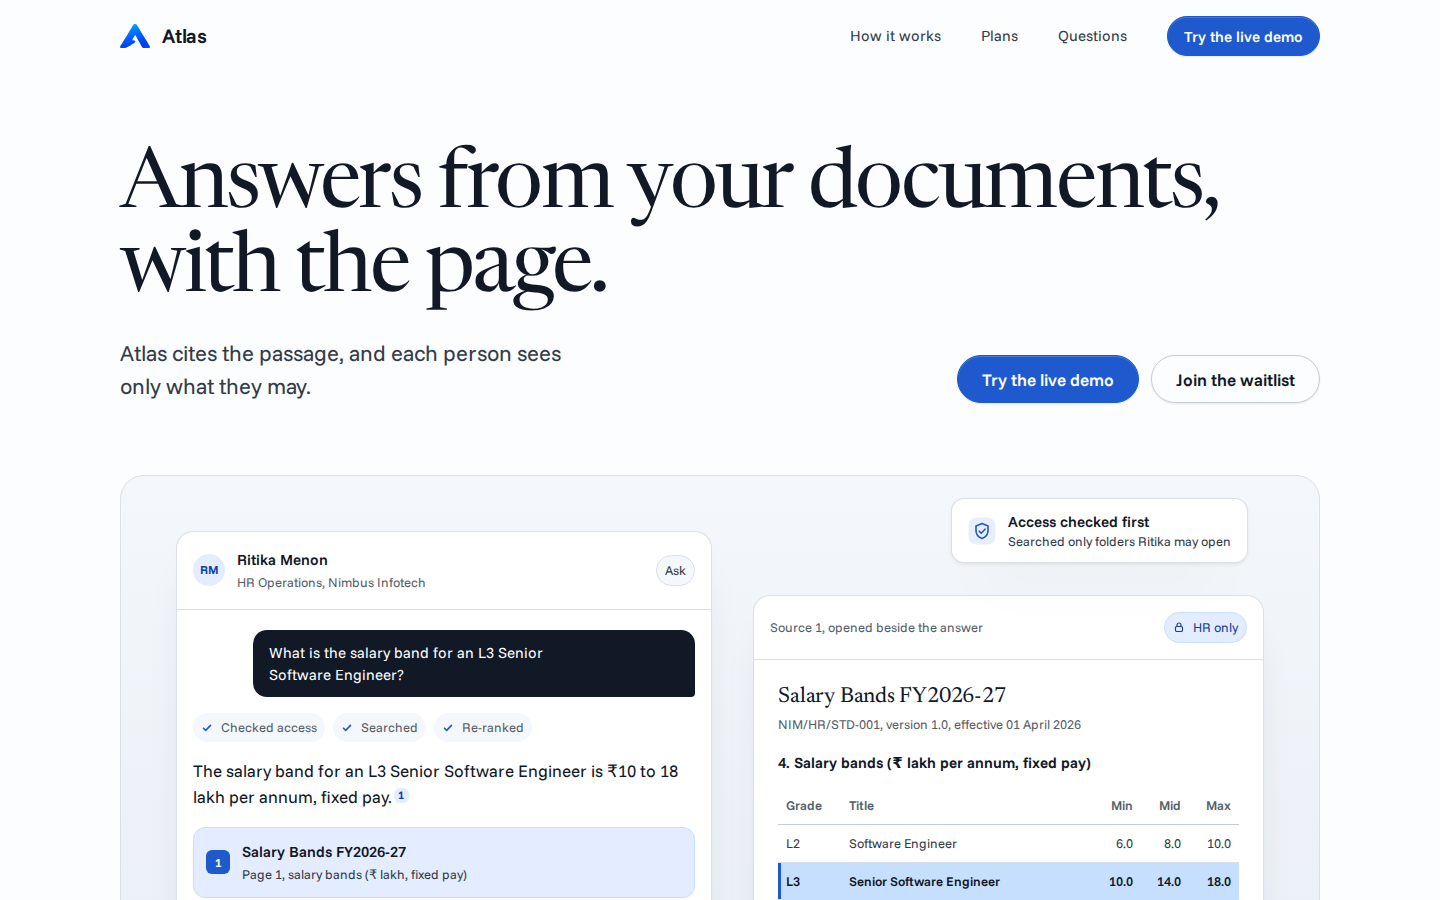 Atlas
How it works
Plans
Questions
Try the live demo
Answers from your documents,
with the page.
Atlas cites the passage, and each person sees
only what they may.
Try the live demo
Join the waitlist
Access checked first
Searched only folders Ritika may open
RM
Ritika Menon
HR Operations, Nimbus Infotech
Ask
What is the salary band for an L3 Senior
Software Engineer?
Checked access
Searched
Re-ranked
The salary band for an L3 Senior Software Engineer is ₹10 to 18
lakh per annum, fixed pay. 1
1
Salary Bands FY2026-27
Page 1, salary bands (₹ lakh, fixed pay)
Source 1, opened beside the answer
HR only
Salary Bands FY2026-27
NIM/HR/STD-001, version 1.0, effective 01 April 2026
4. Salary bands (₹ lakh per annum, fixed pay)
Grade Title Min Mid Max
L2 Software Engineer 6.0 8.0 10.0
L3 Senior Software Engineer 10.0 14.0 18.0